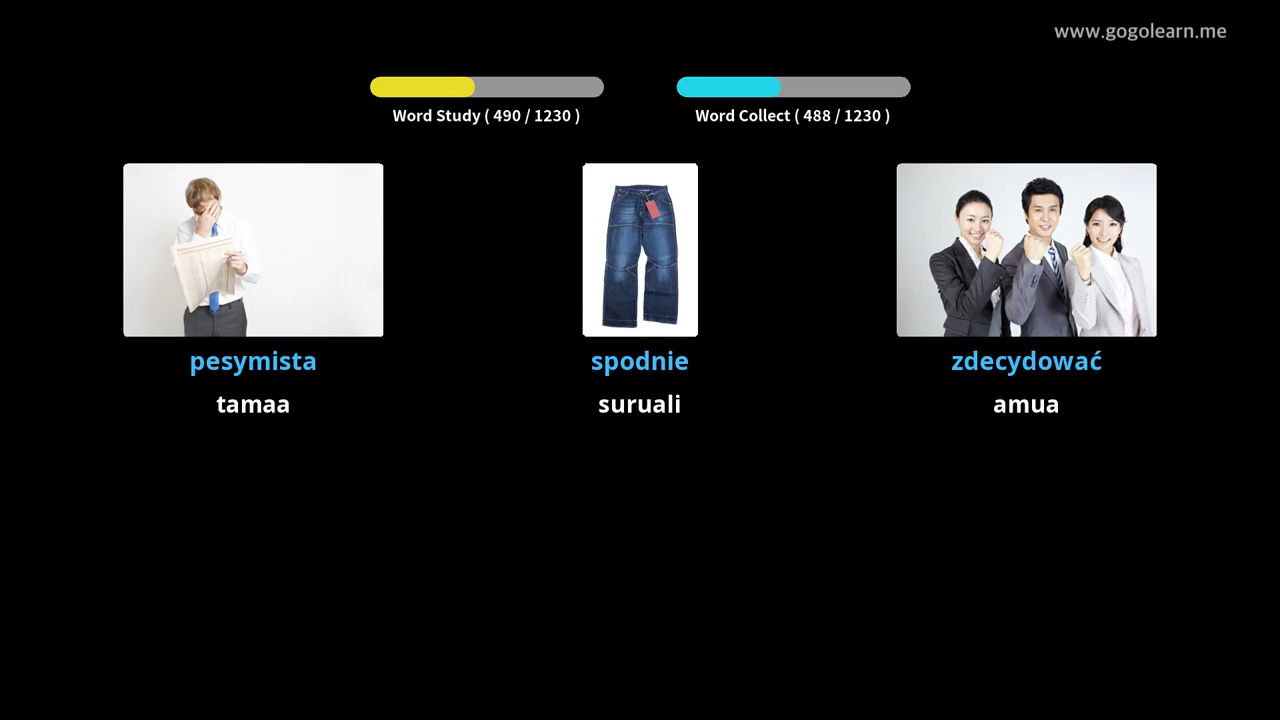 www.gogolearn.me
Word Study ( 490 / 1230 )
Word Collect ( 488 / 1230 )
pesymista
spodnie
zdecydować
tamaa
suruali
amua